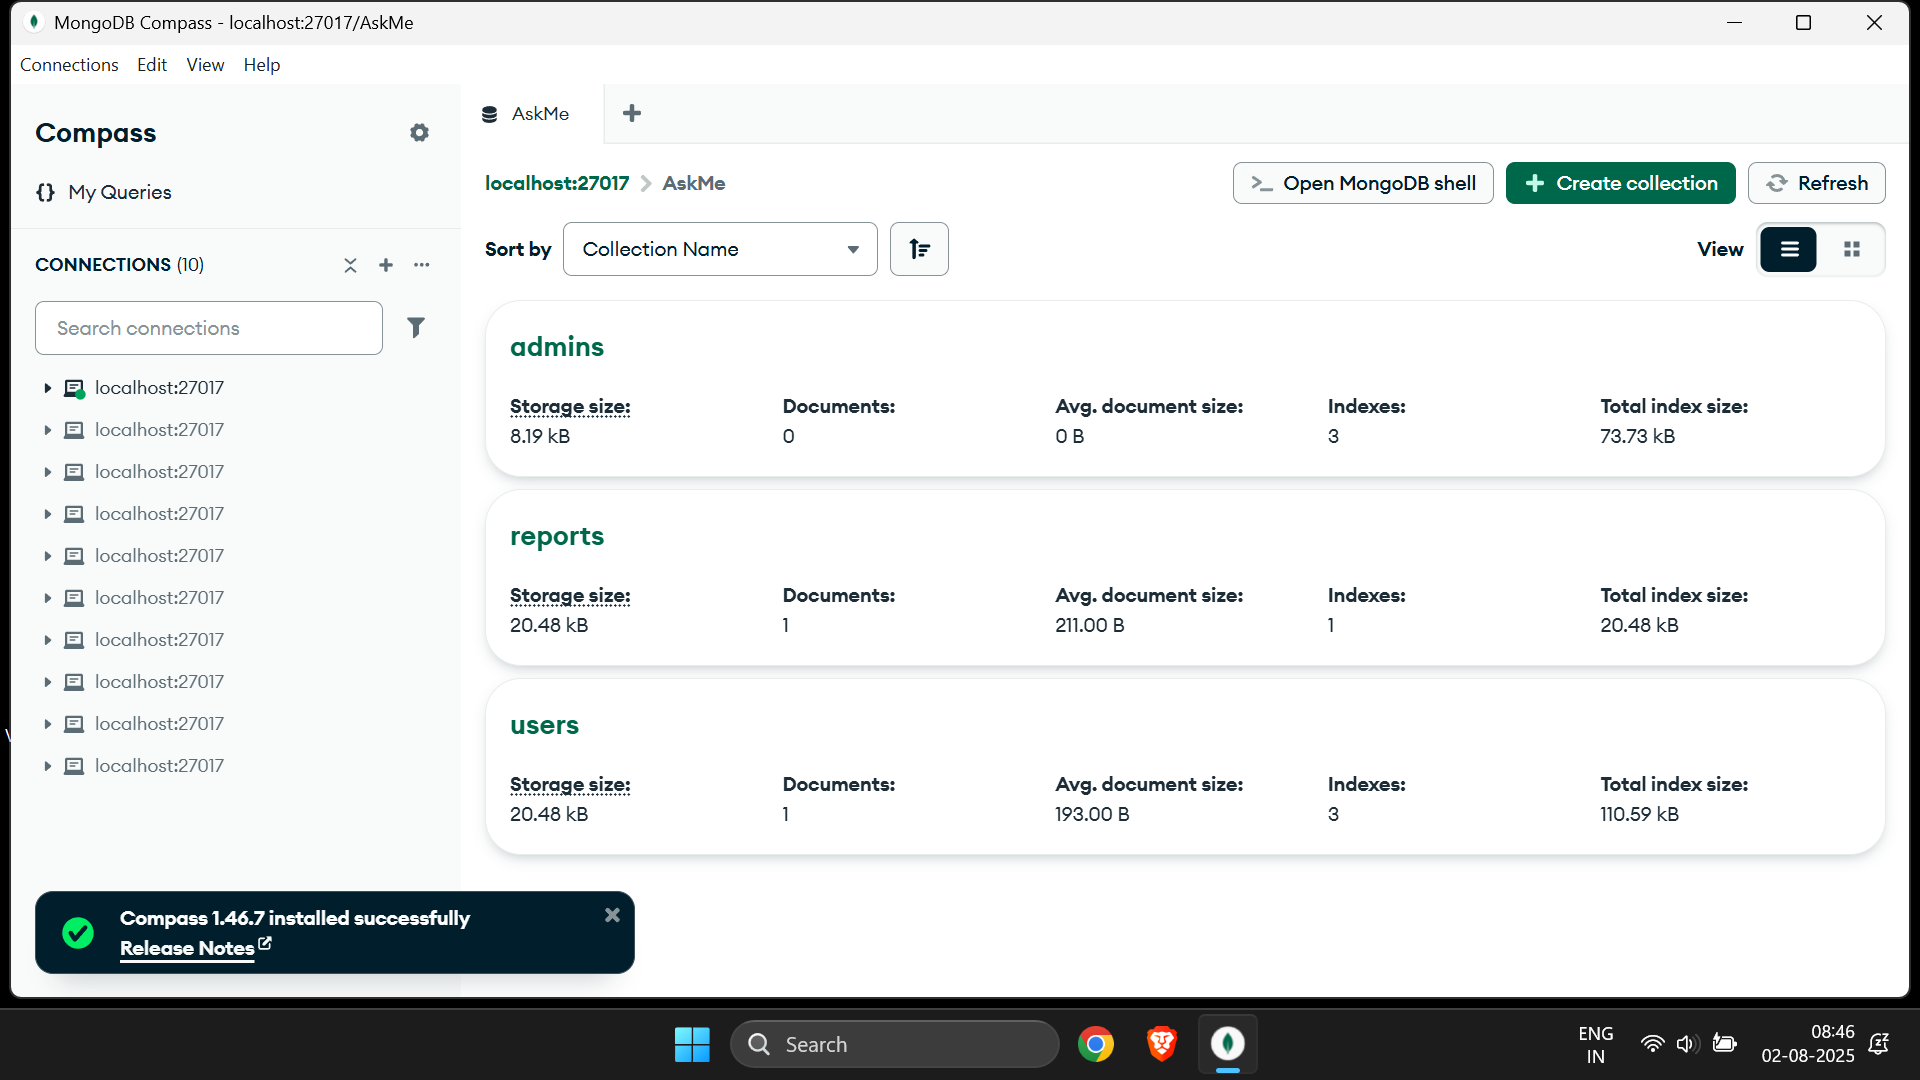 MongoDB Compass - localhost:27017/AskMe
Connections Edit View Help
Compass
My Queries
CONNECTIONS (10)
Search connections
localhost:27017
localhost:27017
localhost:27017
localhost:27017
localhost:27017
localhost:27017
localhost:27017
localhost:27017
localhost:27017
localhost:27017
AskMe
localhost:27017 AskMe
Open MongoDB shell
Create collection
Refresh
Sort by Collection Name
View
admins
Storage size: Documents: Avg. document size: Indexes: Total index size:
8.19 kB 0 0 B 3 73.73 kB
reports
Storage size: Documents: Avg. document size: Indexes: Total index size:
20.48 kB 1 211.00 B 1 20.48 kB
users
Storage size: Documents: Avg. document size: Indexes: Total index size:
20.48 kB 1 193.00 B 3 110.59 kB
Compass 1.46.7 installed successfully
Release Notes
Search
ENG
IN
08:46
02-08-2025